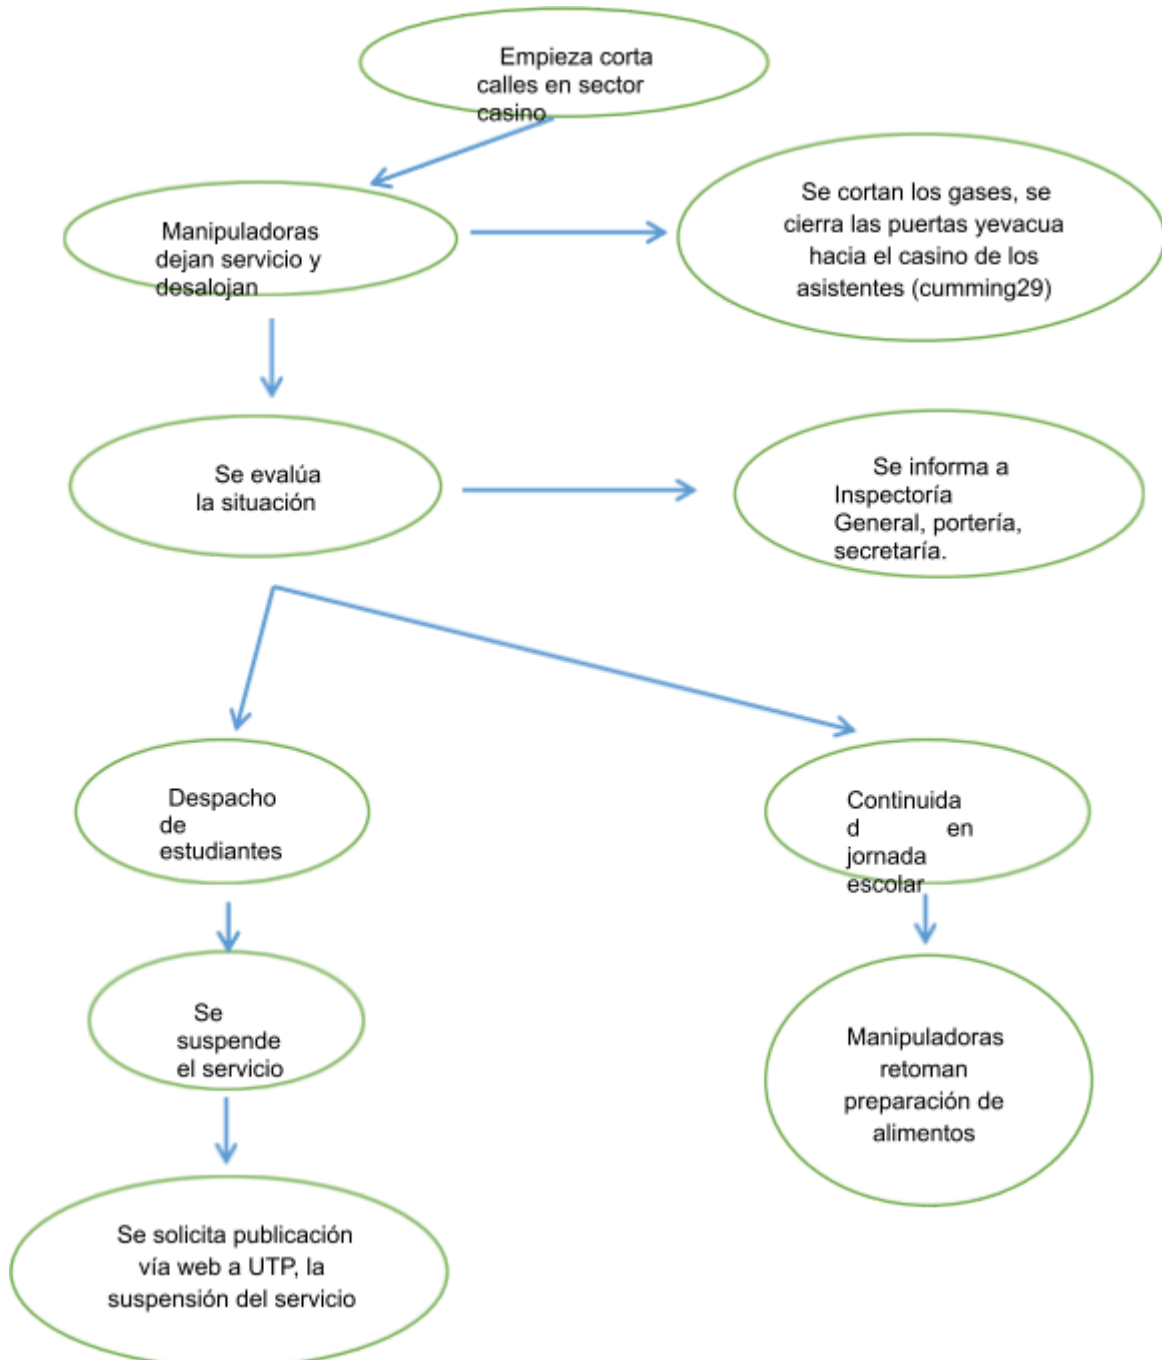 Empieza corta
calles en sector
casino
Manipuladoras
dejan servicio y
desalojan
Se cortan los gases, se
cierra las puertas yevacua
hacia el casino de los
asistentes (cumming29)
Se evalúa
la situación
Se informa a
Inspectoría
General, portería,
secretaría.
Despacho
de
estudiantes
Continuida
d en
jornada
escolar
Se
suspende
el servicio
Manipuladoras
retoman
preparación de
alimentos
Se solicita publicación
vía web a UTP, la
suspensión del servicio